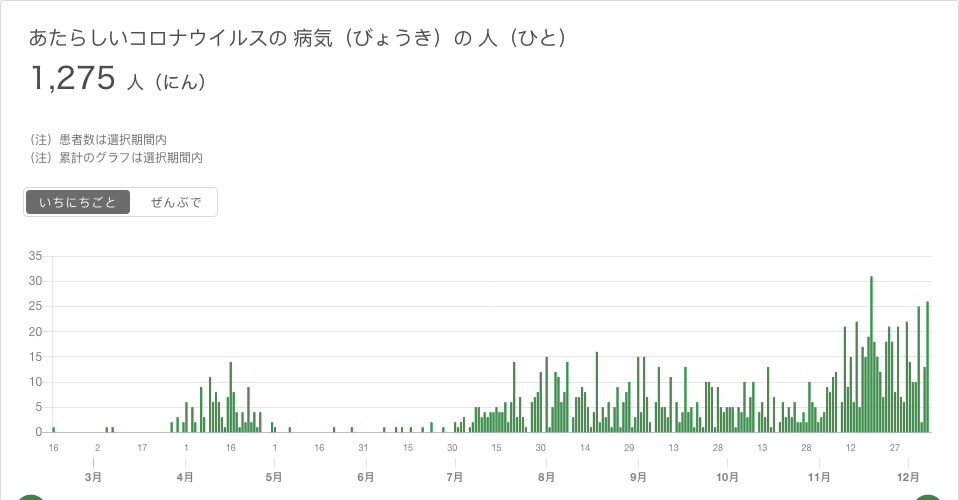 あたらしいコロナウイルスの 病気（びょうき）の 人（ひと）
1,275 人（にん）
（注）患者数は選択期間内
（注）累計のグラフは選択期間内
いちにちごと ぜんぶで
35
30
25
20
15
10
5
0
16 2 17 1 16 1 16 31 15 30 15 30 14 29 13 28 13 28 12 27
3月 4月 5月 6月 7月 8月 9月 10月 11月 12月